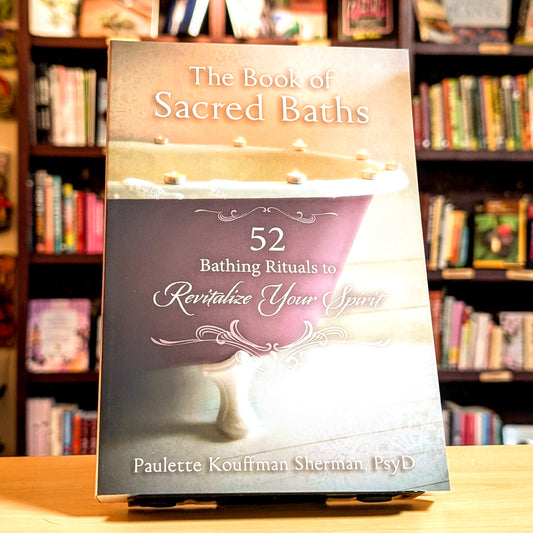 The Book of
Sacred Baths
52
Bathing Rituals to
Revitalize Your Spirit
Paulette Kouffman Sherman, PsyD